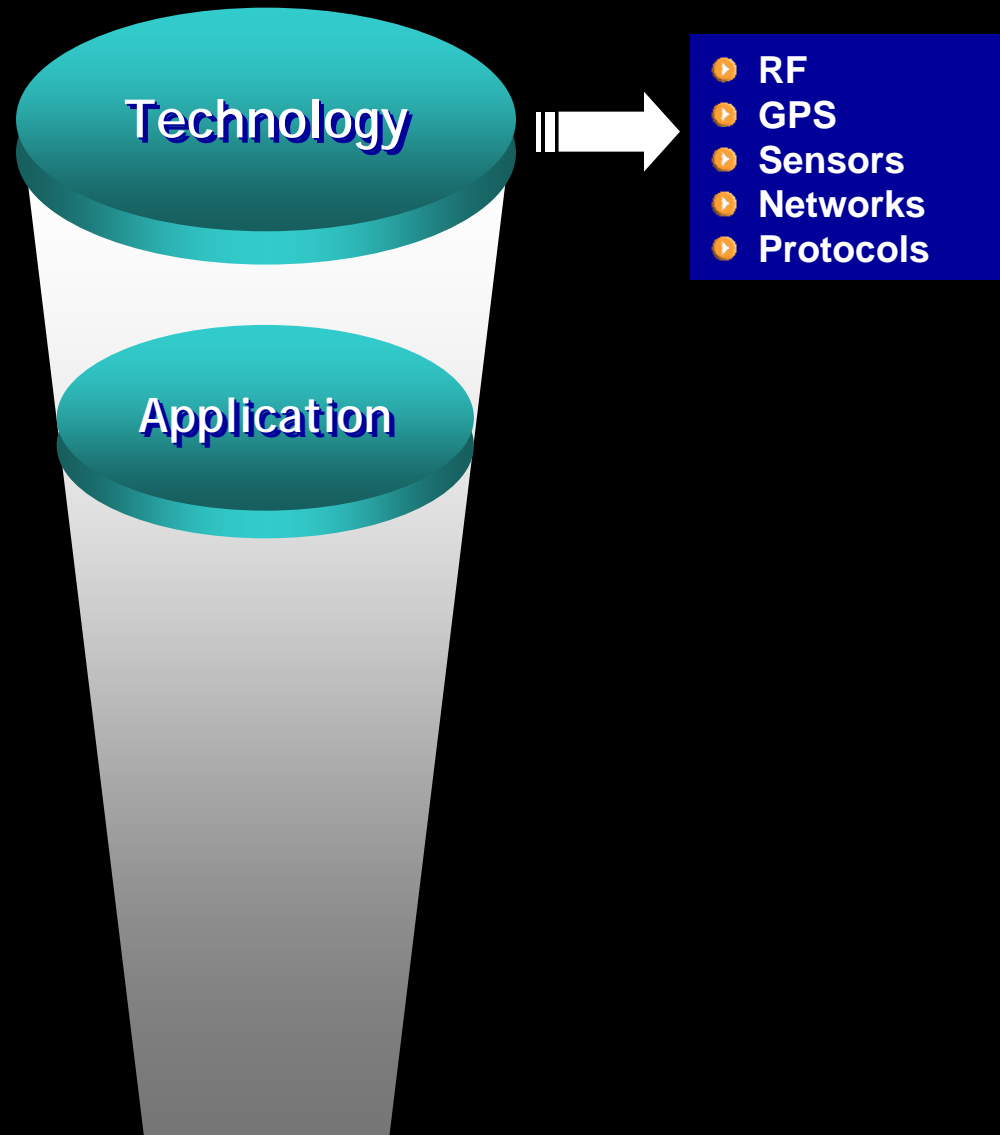 Technology
RF
GPS
Sensors
Networks
Protocols
Application